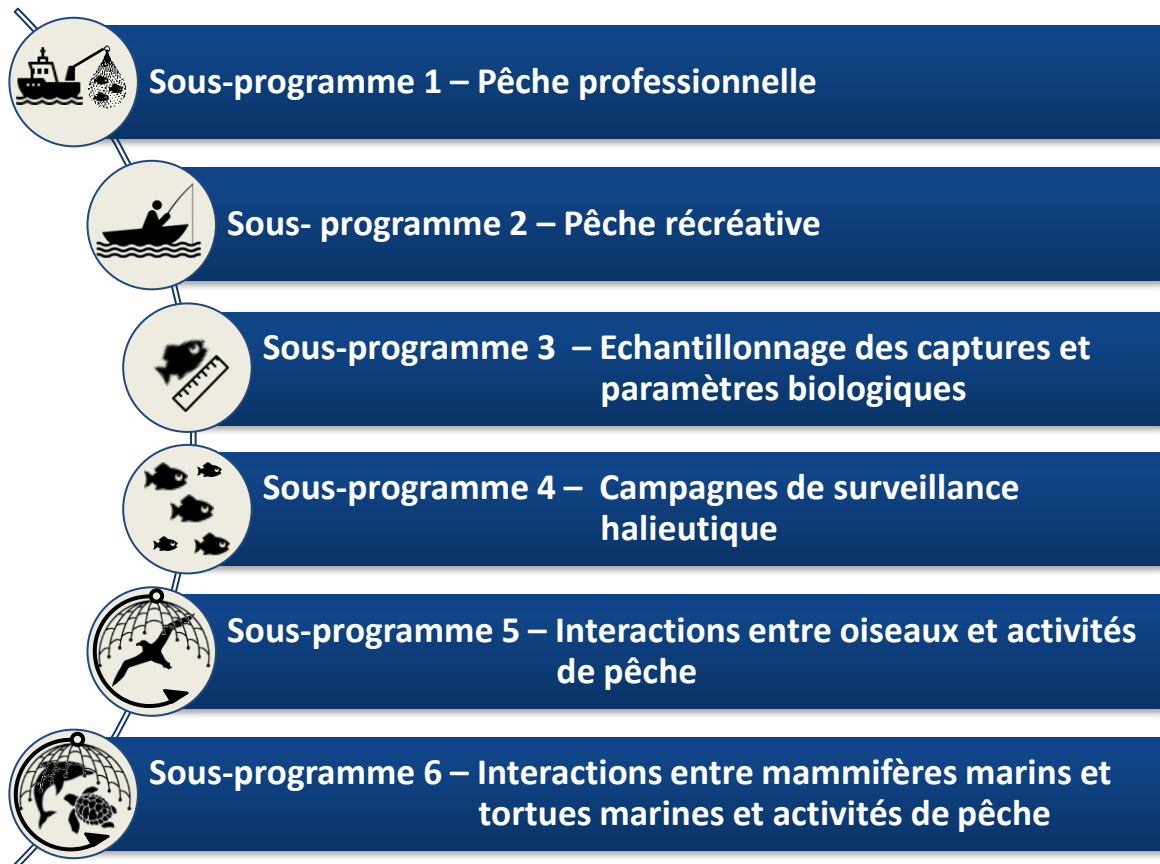 Sous-programme 1 – Pêche professionnelle
Sous- programme 2 – Pêche récréative
Sous-programme 3 – Echantillonnage des captures et
paramètres biologiques
Sous-programme 4 – Campagnes de surveillance
halieutique
Sous-programme 5 – Interactions entre oiseaux et activités
de pêche
Sous-programme 6 – Interactions entre mammifères marins et
tortues marines et activités de pêche